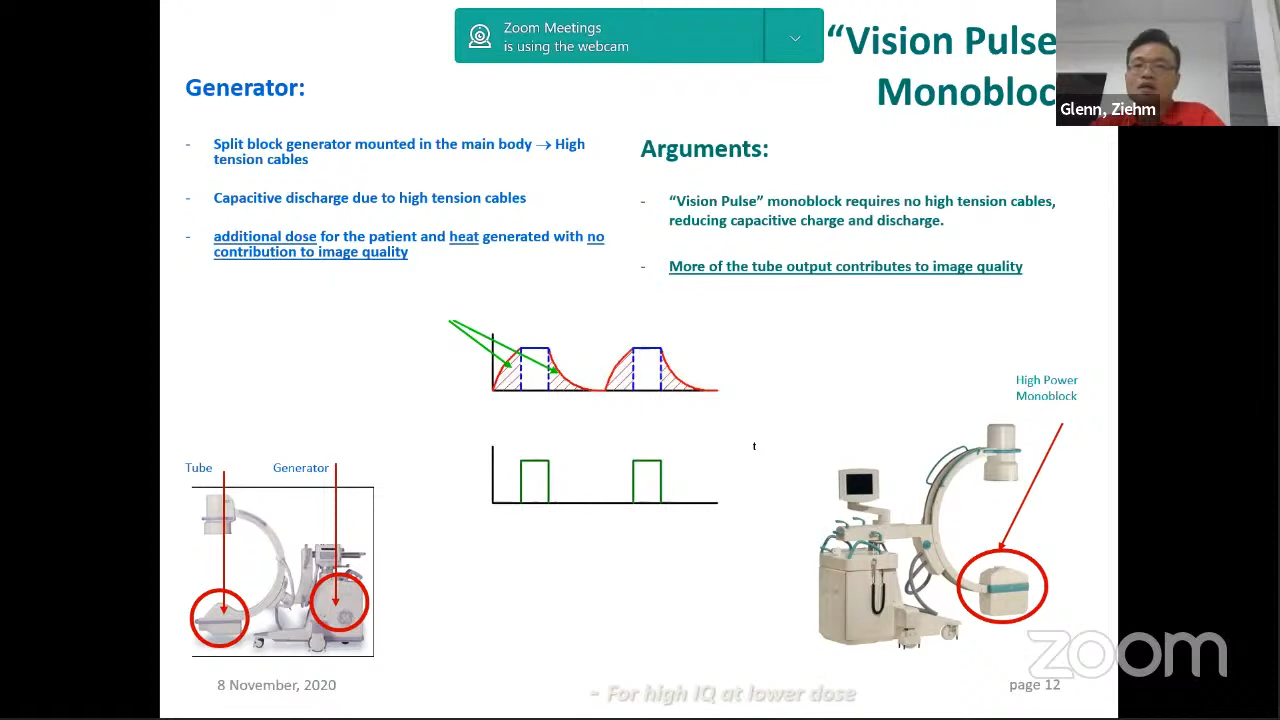 Zoom Meetings
is using the webcam
“Vision Pulse
Monobloc
Glenn, Ziehm
Generator:
- Split block generator mounted in the main body → High
tension cables
- Capacitive discharge due to high tension cables
- additional dose for the patient and heat generated with no
contribution to image quality
Arguments:
- “Vision Pulse” monoblock requires no high tension cables,
reducing capacitive charge and discharge.
- More of the tube output contributes to image quality
High Power
Monoblock
t
Tube
Generator
zoom
8 November, 2020
- For high IQ at lower dose
page 12